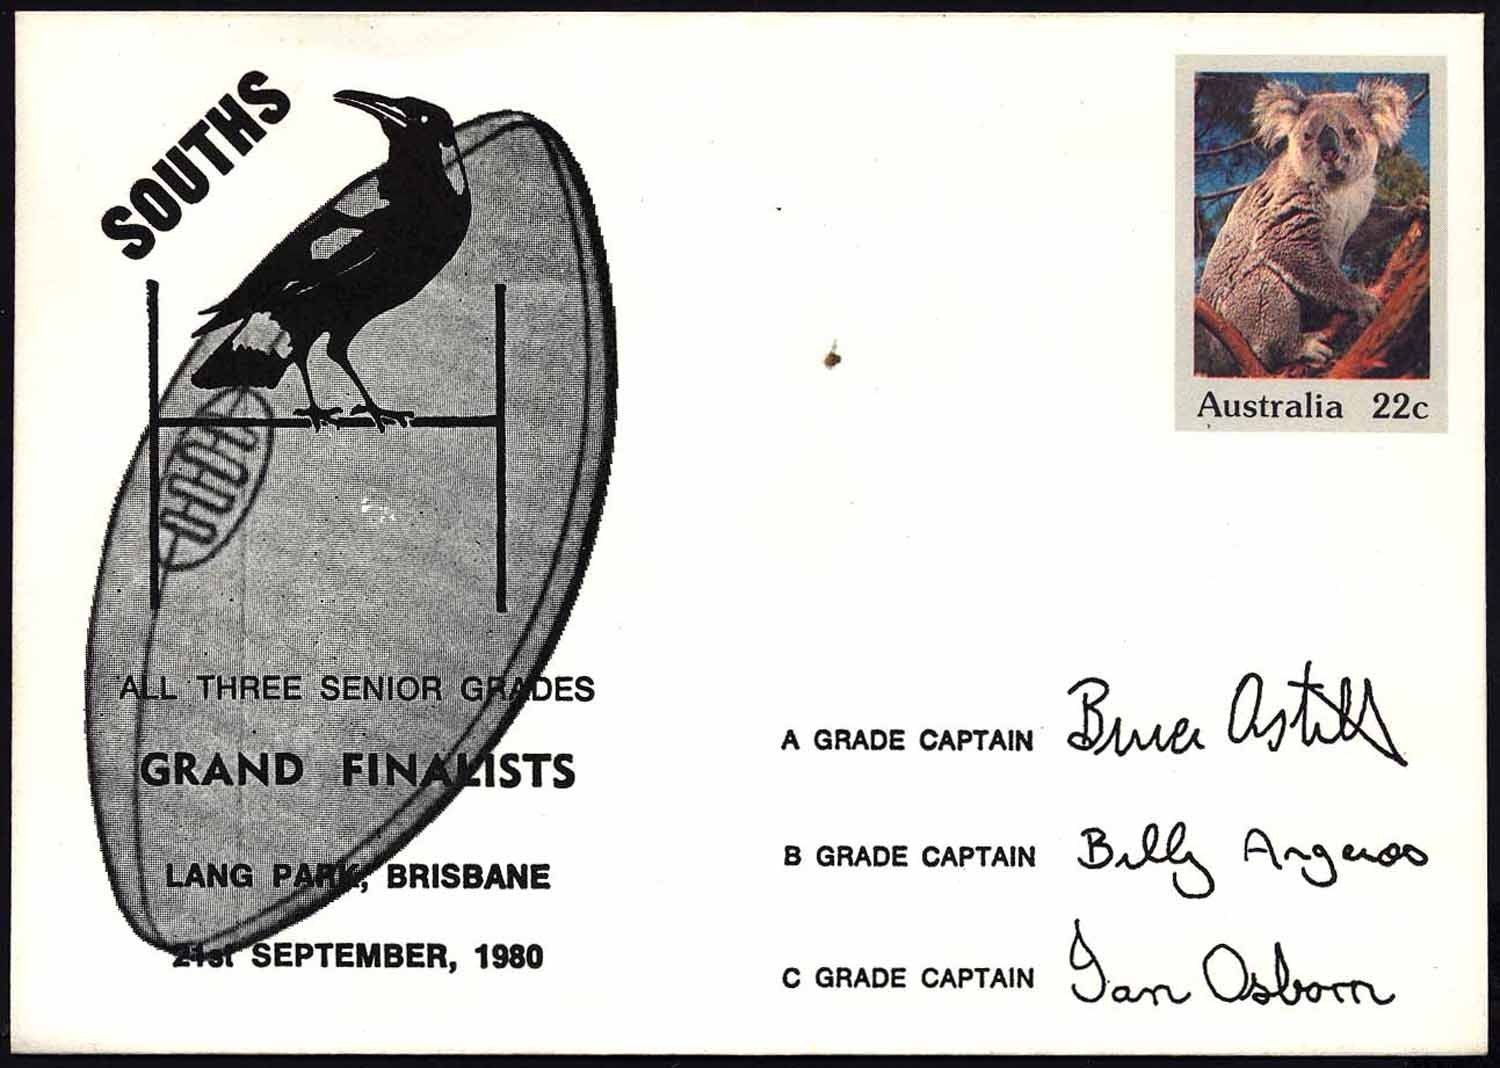 SOUTHS
Australia 22c
ALL THREE SENIOR GRADES
GRAND FINALISTS
LANG PARK, BRISBANE
21st SEPTEMBER, 1980
A GRADE CAPTAIN Bruce Astill
B GRADE CAPTAIN Billy Argeros
C GRADE CAPTAIN Ian Osborn